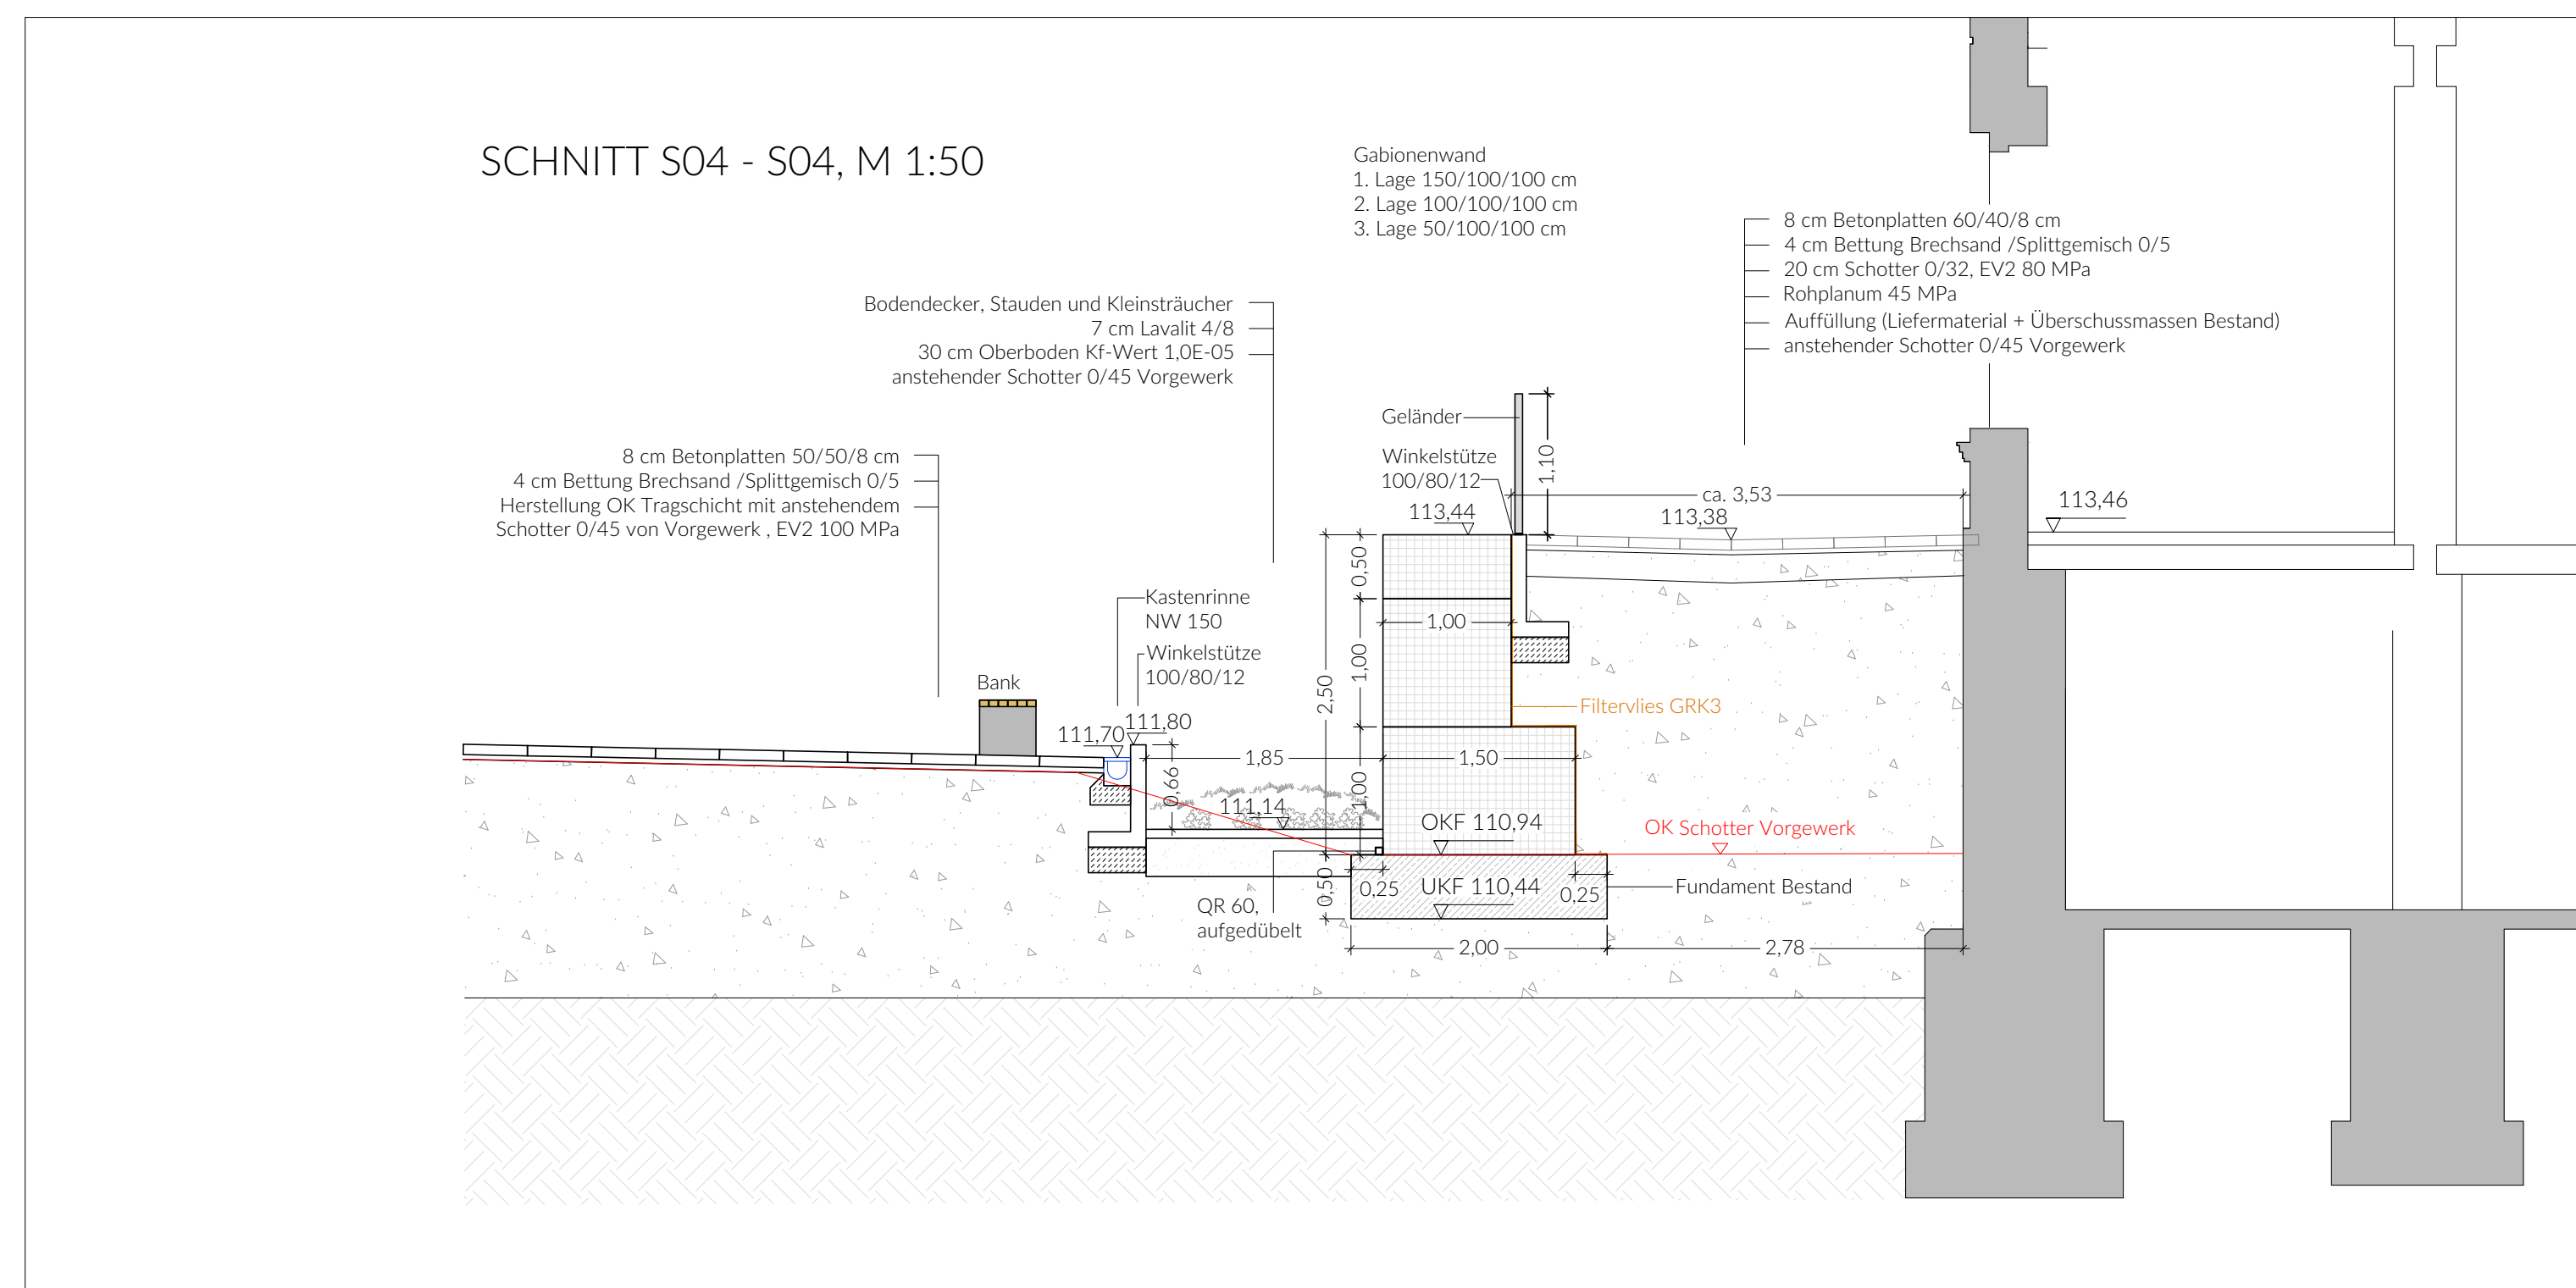 SCHNITT S04 - S04, M 1:50
Gabionenwand
1. Lage 150/100/100 cm
2. Lage 100/100/100 cm
3. Lage 50/100/100 cm
8 cm Betonplatten 60/40/8 cm
4 cm Bettung Brechsand /Splittgemisch 0/5
20 cm Schotter 0/32, EV2 80 MPa
Rohplanum 45 MPa
Auffüllung (Liefermaterial + Überschussmassen Bestand)
anstehender Schotter 0/45 Vorgewerk
Bodendecker, Stauden und Kleinsträucher
7 cm Lavalit 4/8
30 cm Oberboden Kf-Wert 1,0E-05
anstehender Schotter 0/45 Vorgewerk
8 cm Betonplatten 50/50/8 cm
4 cm Bettung Brechsand /Splittgemisch 0/5
Herstellung OK Tragschicht mit anstehendem
Schotter 0/45 von Vorgewerk , EV2 100 MPa
Geländer
Winkelstütze
100/80/12
1,10
ca. 3,53
113,44
113,38
113,46
0,50
1,00
1,00
2,50
1,00
Kastenrinne
NW 150
Winkelstütze
100/80/12
Bank
111,70
111,80
Filtervlies GRK3
1,85
1,50
0,66
111,14
OKF 110,94
OK Schotter Vorgewerk
0,50
0,25
UKF 110,44
0,25
Fundament Bestand
QR 60,
aufgedübelt
2,00
2,78